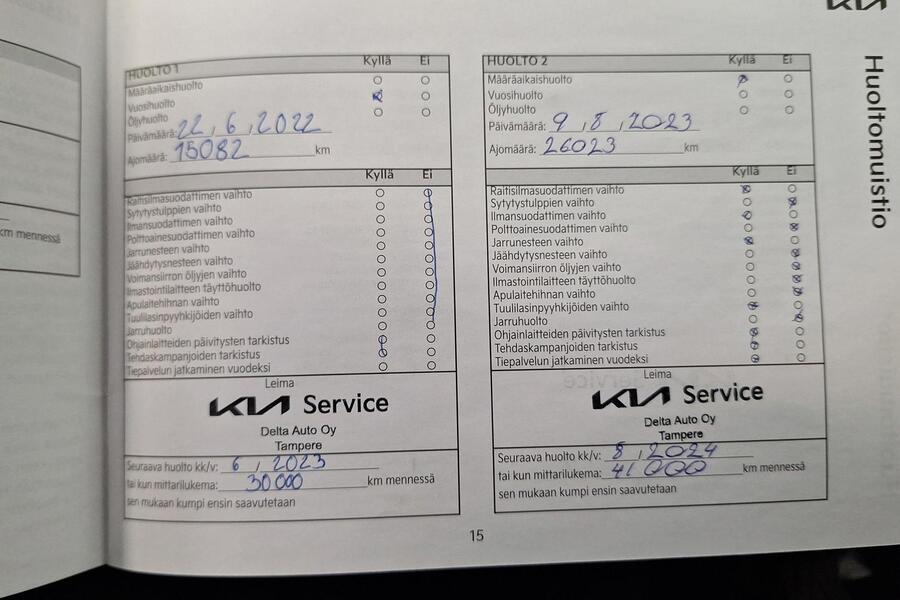 KIA
Huoltomuistio
km mennessä
HUOLTO 1 Kyllä Ei
Määräaikaishuolto
Vuosihuolto
Öljyhuolto
Päivämäärä: 22, 6, 2022
Ajomäärä: 15082 km
Kyllä Ei
Raitisilmasuodattimen vaihto
Sytytystulppien vaihto
Ilmansuodattimen vaihto
Polttoainesuodattimen vaihto
Jarrunesteen vaihto
Jäähdytysnesteen vaihto
Voimansiirron öljyjen vaihto
Ilmastointilaitteen täyttöhuolto
Apulaitehihnan vaihto
Tuulilasinpyyhkijöiden vaihto
Jarruhuolto
Ohjainlaitteiden päivitysten tarkistus
Tehdaskampanjoiden tarkistus
Tiepalvelun jatkaminen vuodeksi
Leima
KIA Service
Delta Auto Oy
Tampere
Seuraava huolto kk/v: 6, 2023
tai kun mittarilukema: 30 000 km mennessä
sen mukaan kumpi ensin saavutetaan
HUOLTO 2 Kyllä Ei
Määräaikaishuolto
Vuosihuolto
Öljyhuolto
Päivämäärä: 9, 8, 2023
Ajomäärä: 26023 km
Kyllä Ei
Raitisilmasuodattimen vaihto
Sytytystulppien vaihto
Ilmansuodattimen vaihto
Polttoainesuodattimen vaihto
Jarrunesteen vaihto
Jäähdytysnesteen vaihto
Voimansiirron öljyjen vaihto
Ilmastointilaitteen täyttöhuolto
Apulaitehihnan vaihto
Tuulilasinpyyhkijöiden vaihto
Jarruhuolto
Ohjainlaitteiden päivitysten tarkistus
Tehdaskampanjoiden tarkistus
Tiepalvelun jatkaminen vuodeksi
Leima
KIA Service
Delta Auto Oy
Tampere
Seuraava huolto kk/v: 8, 2024
tai kun mittarilukema: 41 000 km mennessä
sen mukaan kumpi ensin saavutetaan
15